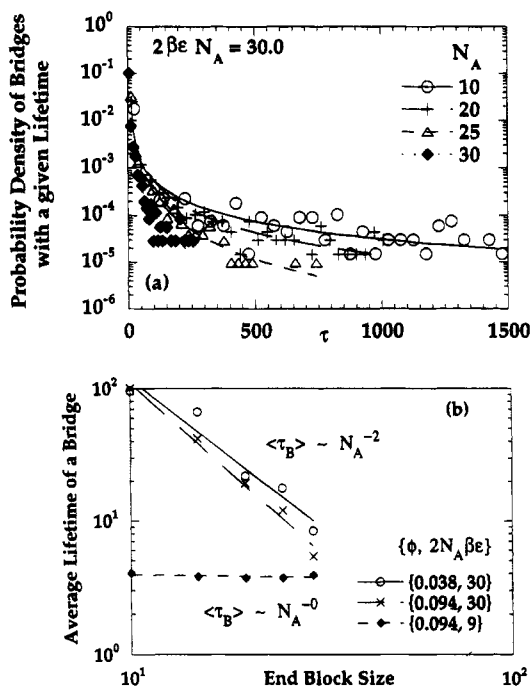 10⁰
2βε N_A = 30.0
N_A
10
20
25
30
10⁻¹
10⁻²
10⁻³
10⁻⁴
10⁻⁵
10⁻⁶
Probability Density of Bridges
with a given Lifetime
(a)
0
500
1000
1500
τ
10²
(b)
<τ_B> ~ N_A⁻²
10¹
Average Lifetime of a Bridge
{ϕ, 2N_Aβε}
{0.038, 30}
{0.094, 30}
{0.094, 9}
<τ_B> ~ N_A⁻⁰
10⁰
10¹
End Block Size
10²